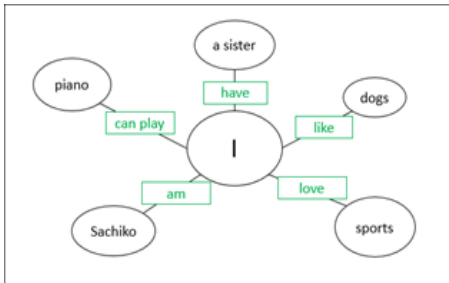 a sister
have
piano
can play
dogs
like
I
am
love
Sachiko
sports